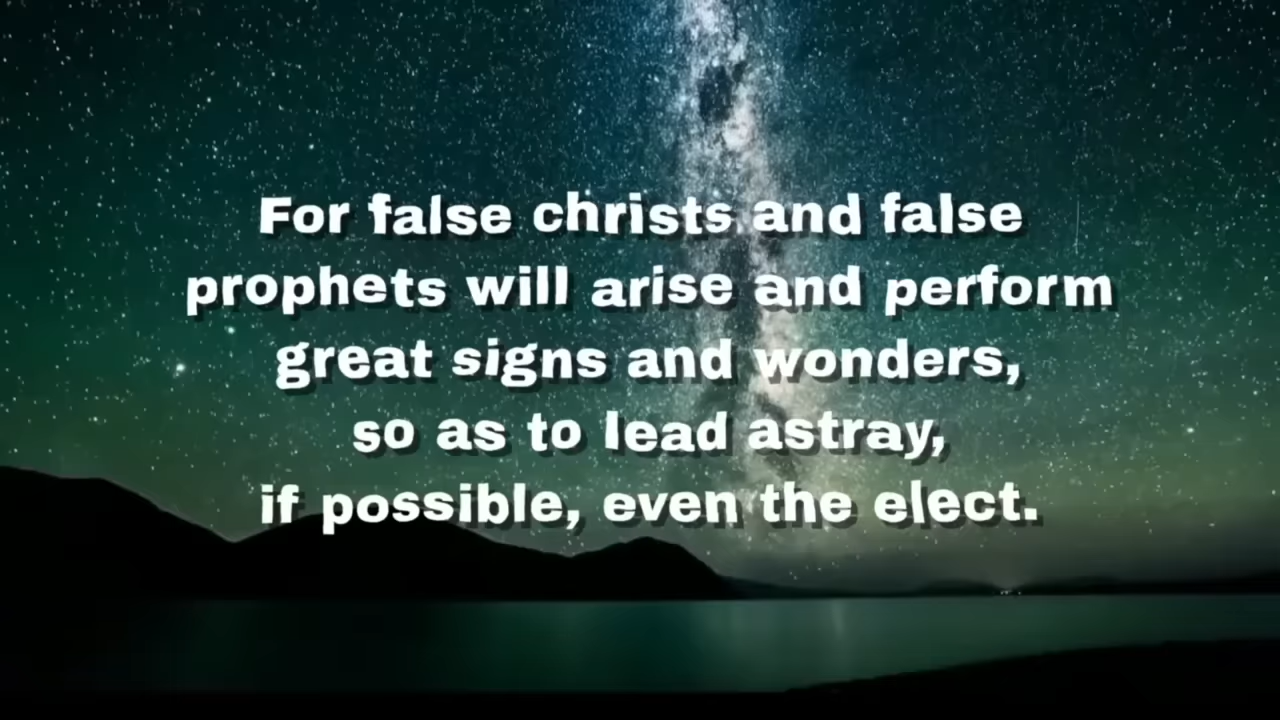 For false christs and false
prophets will arise and perform
great signs and wonders,
so as to lead astray,
if possible, even the elect.